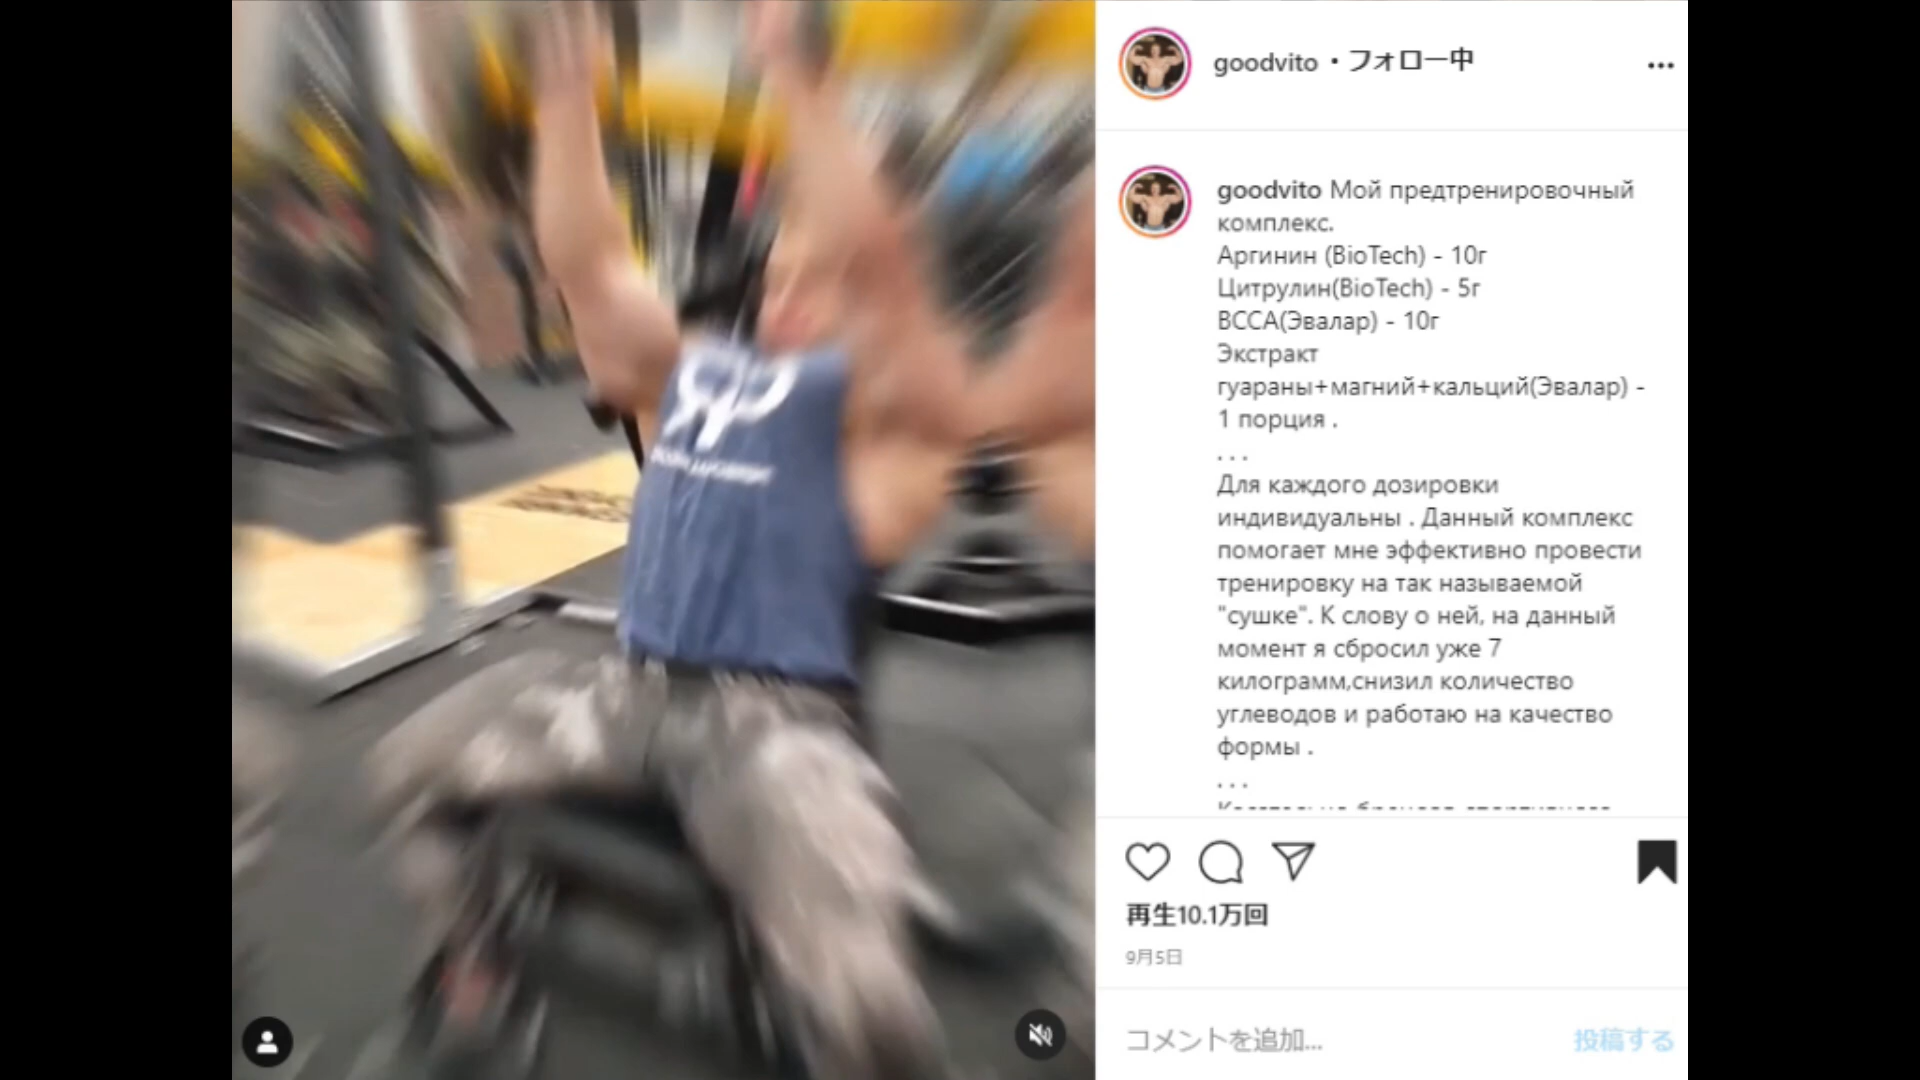 goodvito • フォロー中
goodvito Мой предтренировочный
комплекс.
Аргинин (BioTech) - 10г
Цитрулин(BioTech) - 5г
BCCA(Эвалар) - 10г
Экстракт
гуараны+магний+кальций(Эвалар) -
1 порция .
. . .
Для каждого дозировки
индивидуальны . Данный комплекс
помогает мне эффективно провести
тренировку на так называемой
"сушке". К слову о ней, на данный
момент я сбросил уже 7
килограмм,снизил количество
углеводов и работаю на качество
формы .
. . .
再生10.1万回
9月5日
コメントを追加...
投稿する